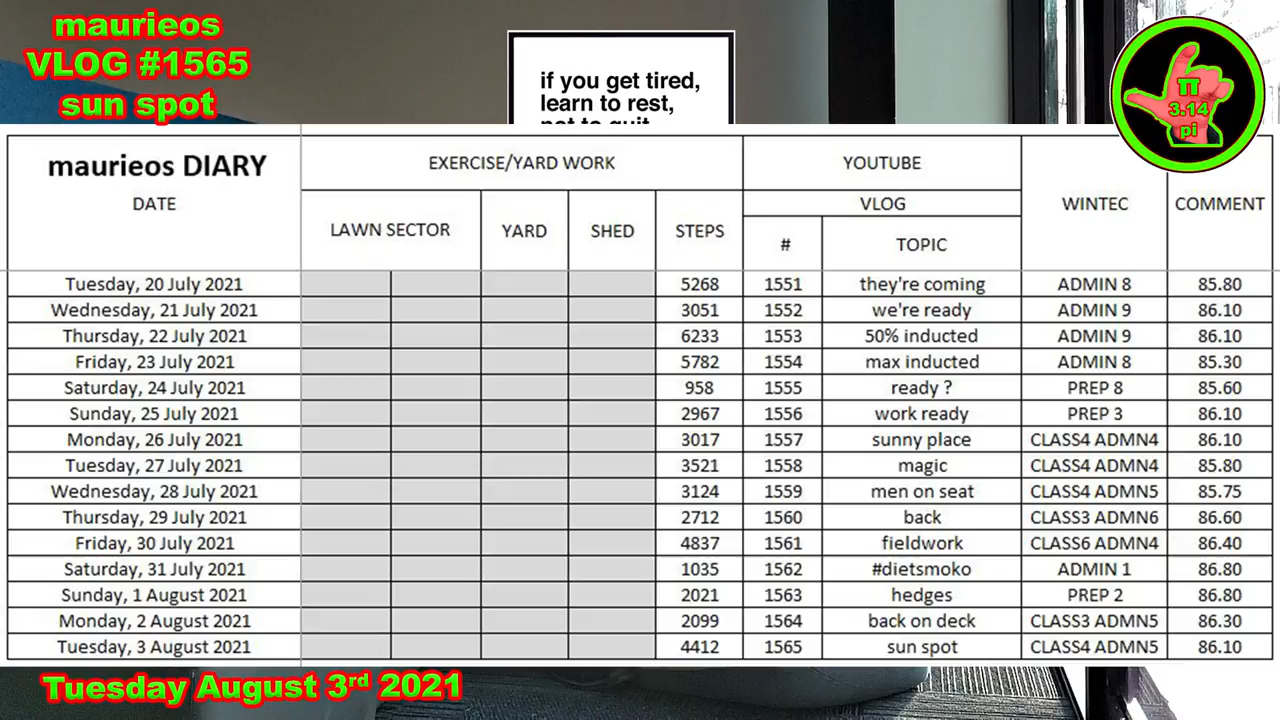 maurieos
VLOG #1565
sun spot
if you get tired,
learn to rest,
not to quit
π
3.14
pi
maurieos DIARY
DATE
EXERCISE/YARD WORK
YOUTUBE
WINTEC
COMMENT
VLOG
LAWN SECTOR
YARD
SHED
STEPS
#
TOPIC
Tuesday, 20 July 2021 5268 1551 they're coming ADMIN 8 85.80
Wednesday, 21 July 2021 3051 1552 we're ready ADMIN 9 86.10
Thursday, 22 July 2021 6233 1553 50% inducted ADMIN 9 86.10
Friday, 23 July 2021 5782 1554 max inducted ADMIN 8 85.30
Saturday, 24 July 2021 958 1555 ready ? PREP 8 85.60
Sunday, 25 July 2021 2967 1556 work ready PREP 3 86.10
Monday, 26 July 2021 3017 1557 sunny place CLASS4 ADMN4 86.10
Tuesday, 27 July 2021 3521 1558 magic CLASS4 ADMN4 85.80
Wednesday, 28 July 2021 3124 1559 men on seat CLASS4 ADMN5 85.75
Thursday, 29 July 2021 2712 1560 back CLASS3 ADMN6 86.60
Friday, 30 July 2021 4837 1561 fieldwork CLASS6 ADMN4 86.40
Saturday, 31 July 2021 1035 1562 #dietsmoko ADMIN 1 86.80
Sunday, 1 August 2021 2021 1563 hedges PREP 2 86.80
Monday, 2 August 2021 2099 1564 back on deck CLASS3 ADMN5 86.30
Tuesday, 3 August 2021 4412 1565 sun spot CLASS4 ADMN5 86.10
Tuesday August 3rd 2021